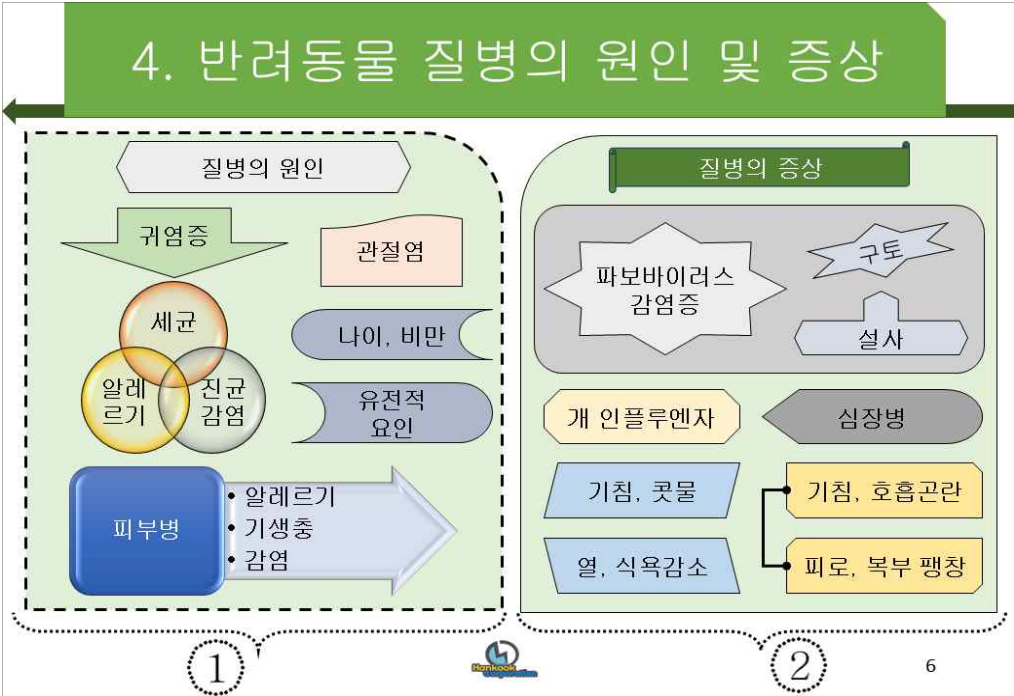 4. 반려동물 질병의 원인 및 증상
질병의 원인
귀염증
세균
알레
르기
진균
감염
관절염
나이, 비만
유전적
요인
피부병
• 알레르기
• 기생충
• 감염
①
질병의 증상
파보바이러스
감염증
구토
설사
개 인플루엔자
기침, 콧물
열, 식욕감소
심장병
기침, 호흡곤란
피로, 복부 팽창
②
Hankook
Cooperation
6